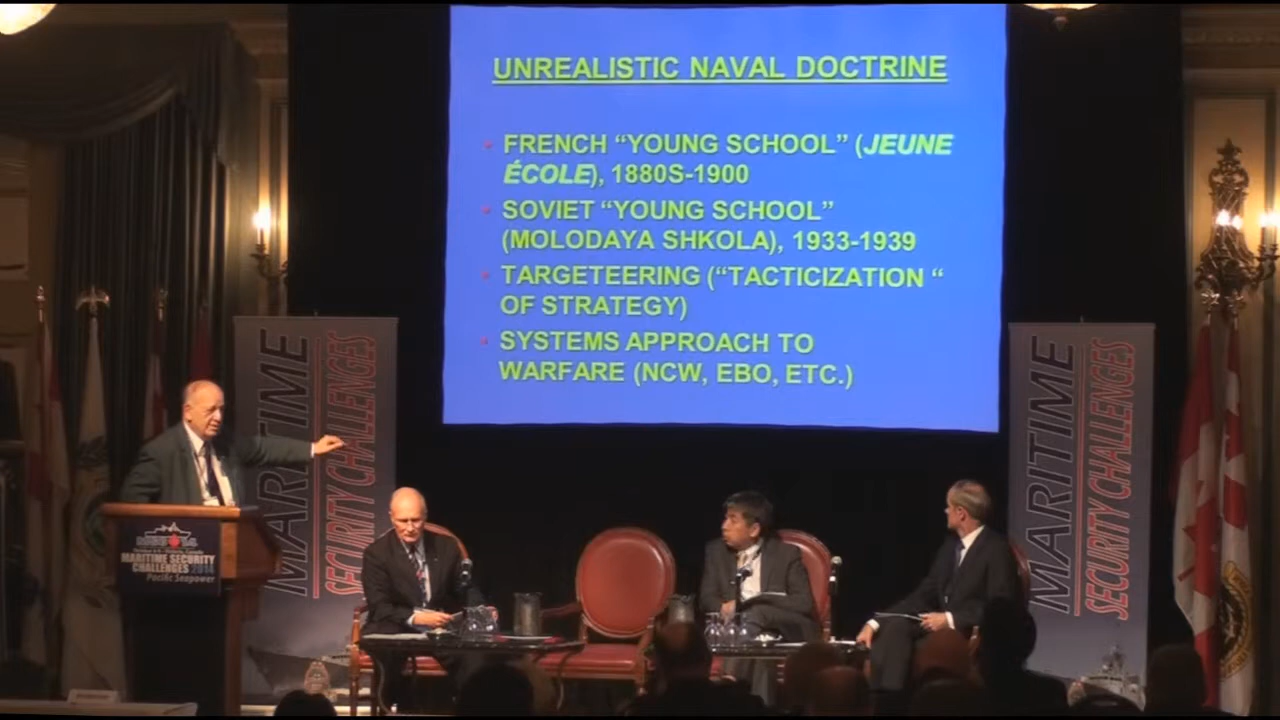 UNREALISTIC NAVAL DOCTRINE
FRENCH “YOUNG SCHOOL” (JEUNE
ÉCOLE), 1880S-1900
SOVIET “YOUNG SCHOOL”
(MOLODAYA SHKOLA), 1933-1939
TARGETEERING (“TACTICIZATION “
OF STRATEGY)
SYSTEMS APPROACH TO
WARFARE (NCW, EBO, ETC.)
MARITIME
SECURITY CHALLENGES
MARITIME
SECURITY CHALLENGES
MARITIME SECURITY
CHALLENGES 2014
Pacific Seapower